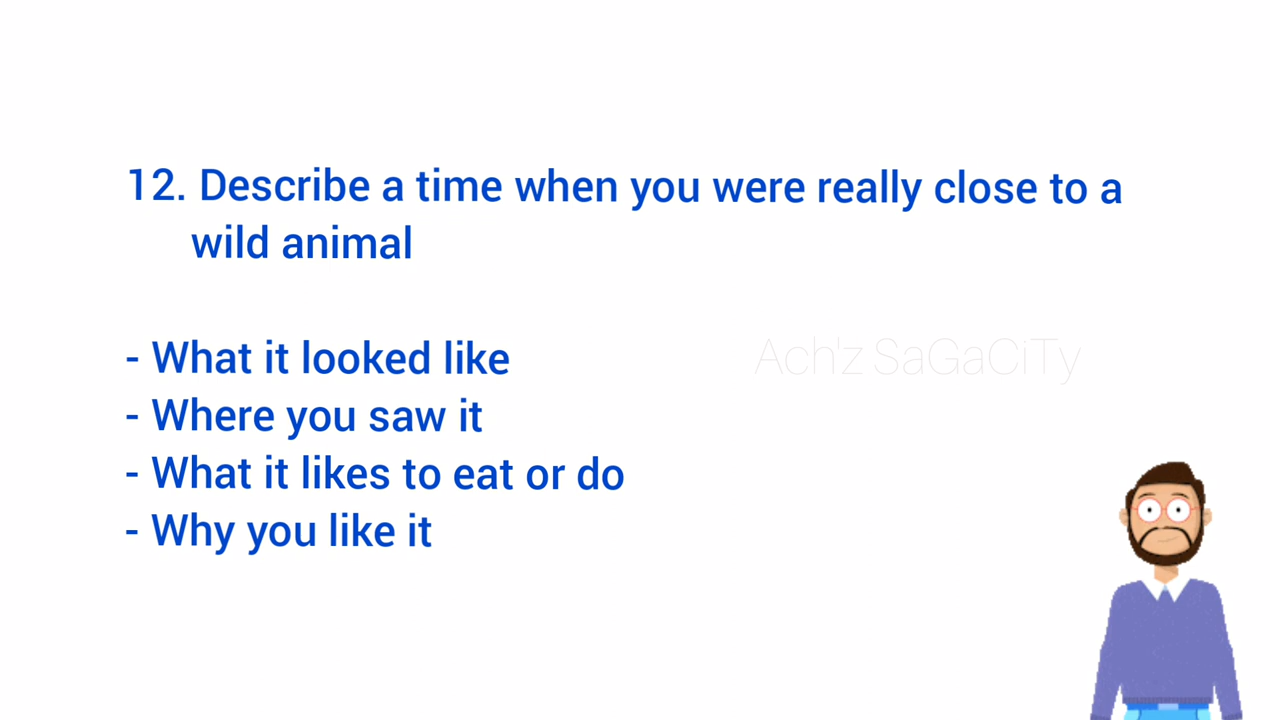 12. Describe a time when you were really close to a
wild animal
- What it looked like
Ach'z SaGaCiTy
- Where you saw it
- What it likes to eat or do
- Why you like it